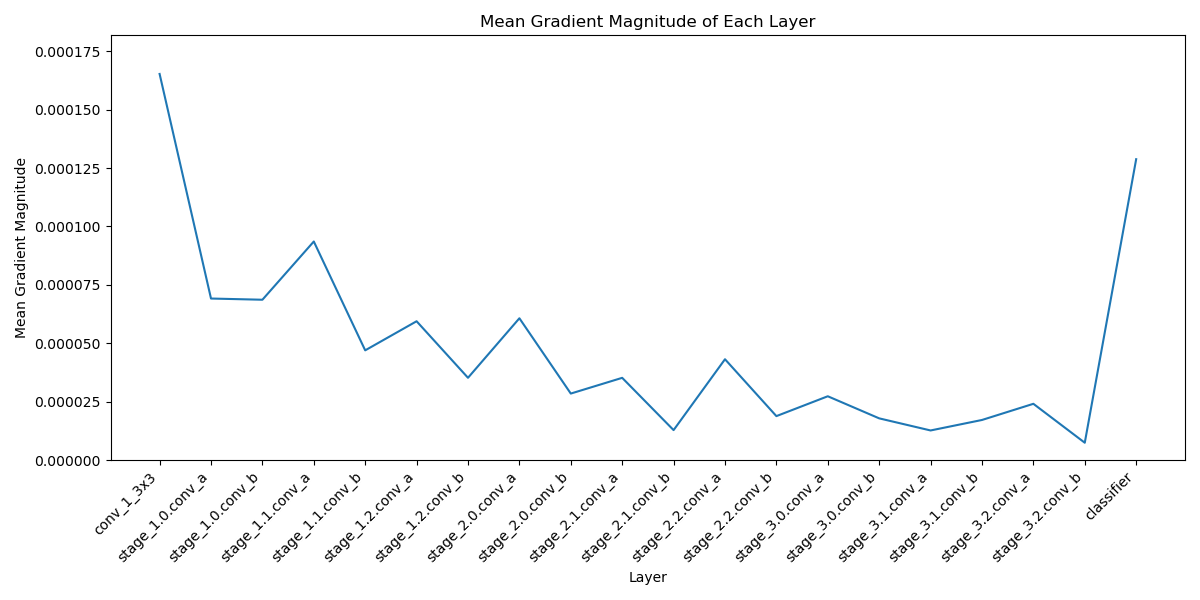 Mean Gradient Magnitude of Each Layer
Mean Gradient Magnitude
0.000175
0.000150
0.000125
0.000100
0.000075
0.000050
0.000025
0.000000
conv_1_3x3
stage_1.0.conv_a
stage_1.0.conv_b
stage_1.1.conv_a
stage_1.1.conv_b
stage_1.2.conv_a
stage_1.2.conv_b
stage_2.0.conv_a
stage_2.0.conv_b
stage_2.1.conv_a
stage_2.1.conv_b
stage_2.2.conv_a
stage_2.2.conv_b
stage_3.0.conv_a
stage_3.0.conv_b
stage_3.1.conv_a
stage_3.1.conv_b
stage_3.2.conv_a
stage_3.2.conv_b
classifier
Layer